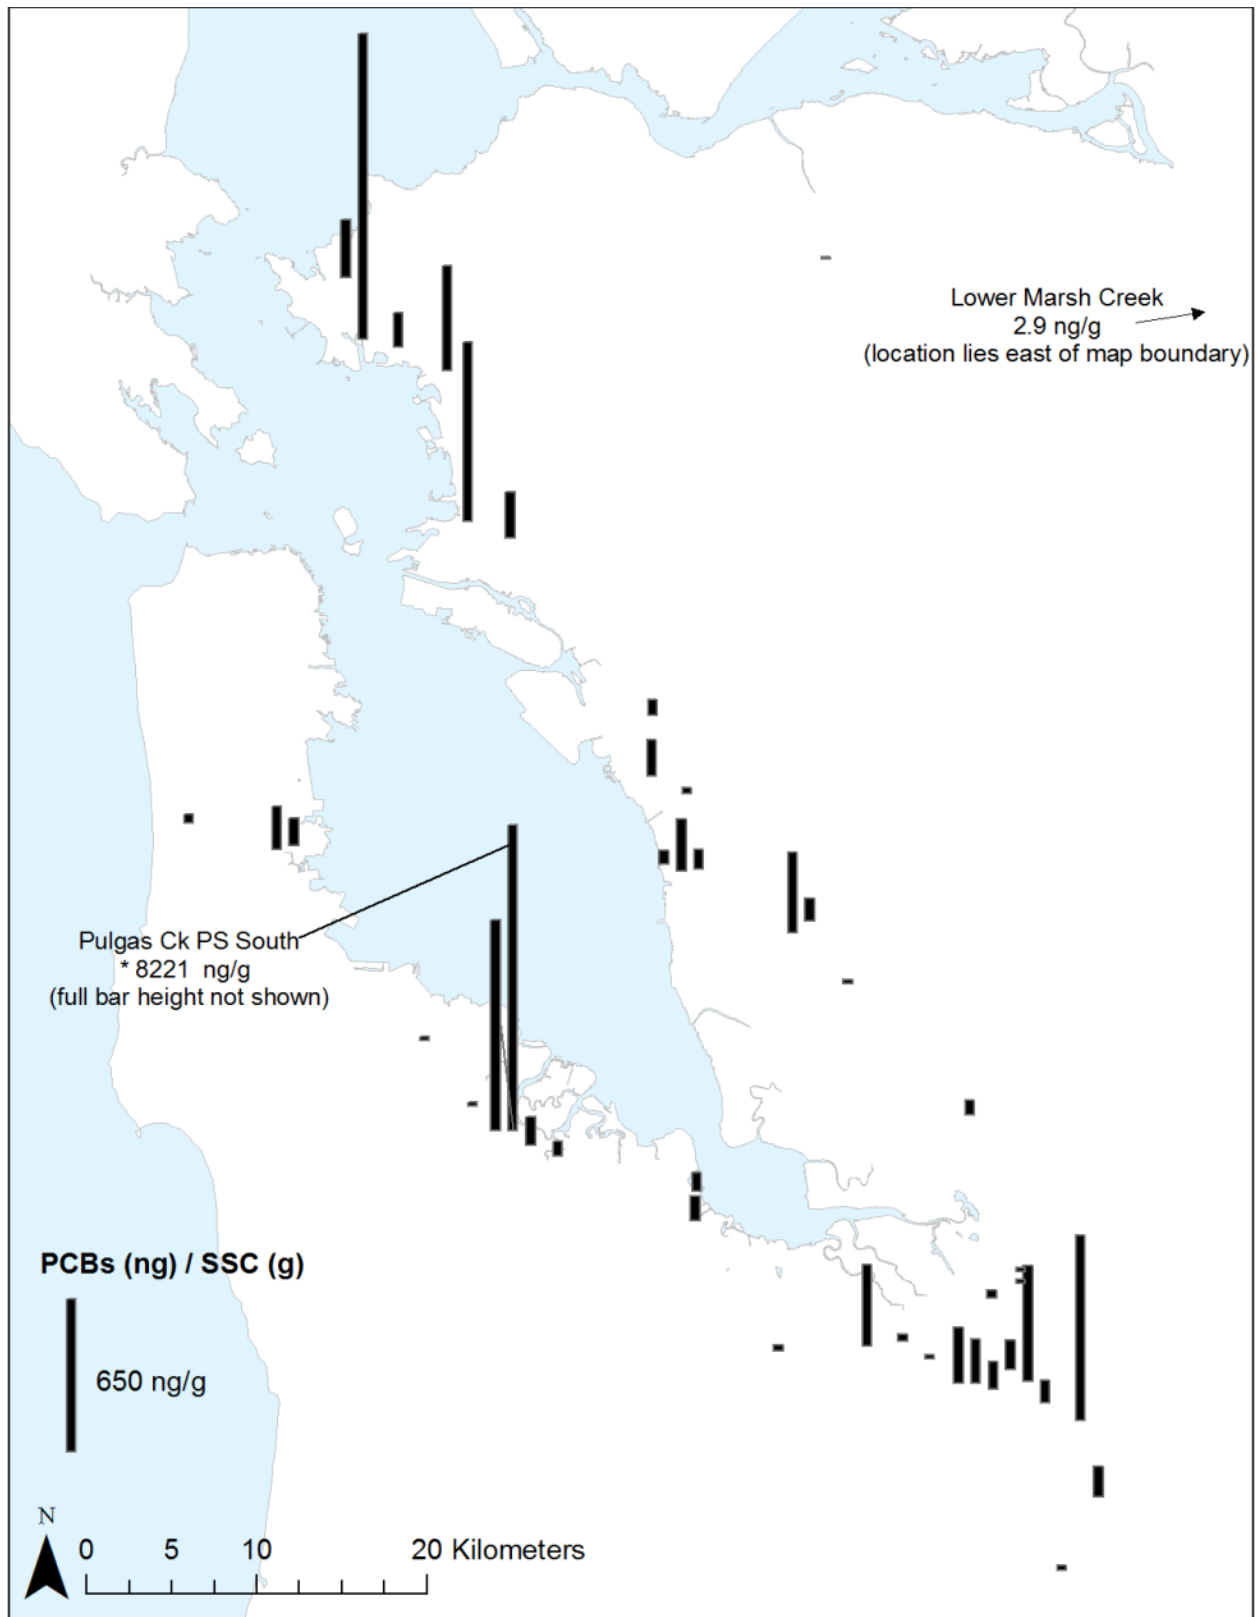 Lower Marsh Creek
2.9 ng/g
(location lies east of map boundary)
Pulgas Ck PS South
* 8221 ng/g
(full bar height not shown)
PCBs (ng) / SSC (g)
650 ng/g
N
0 5 10 20 Kilometers